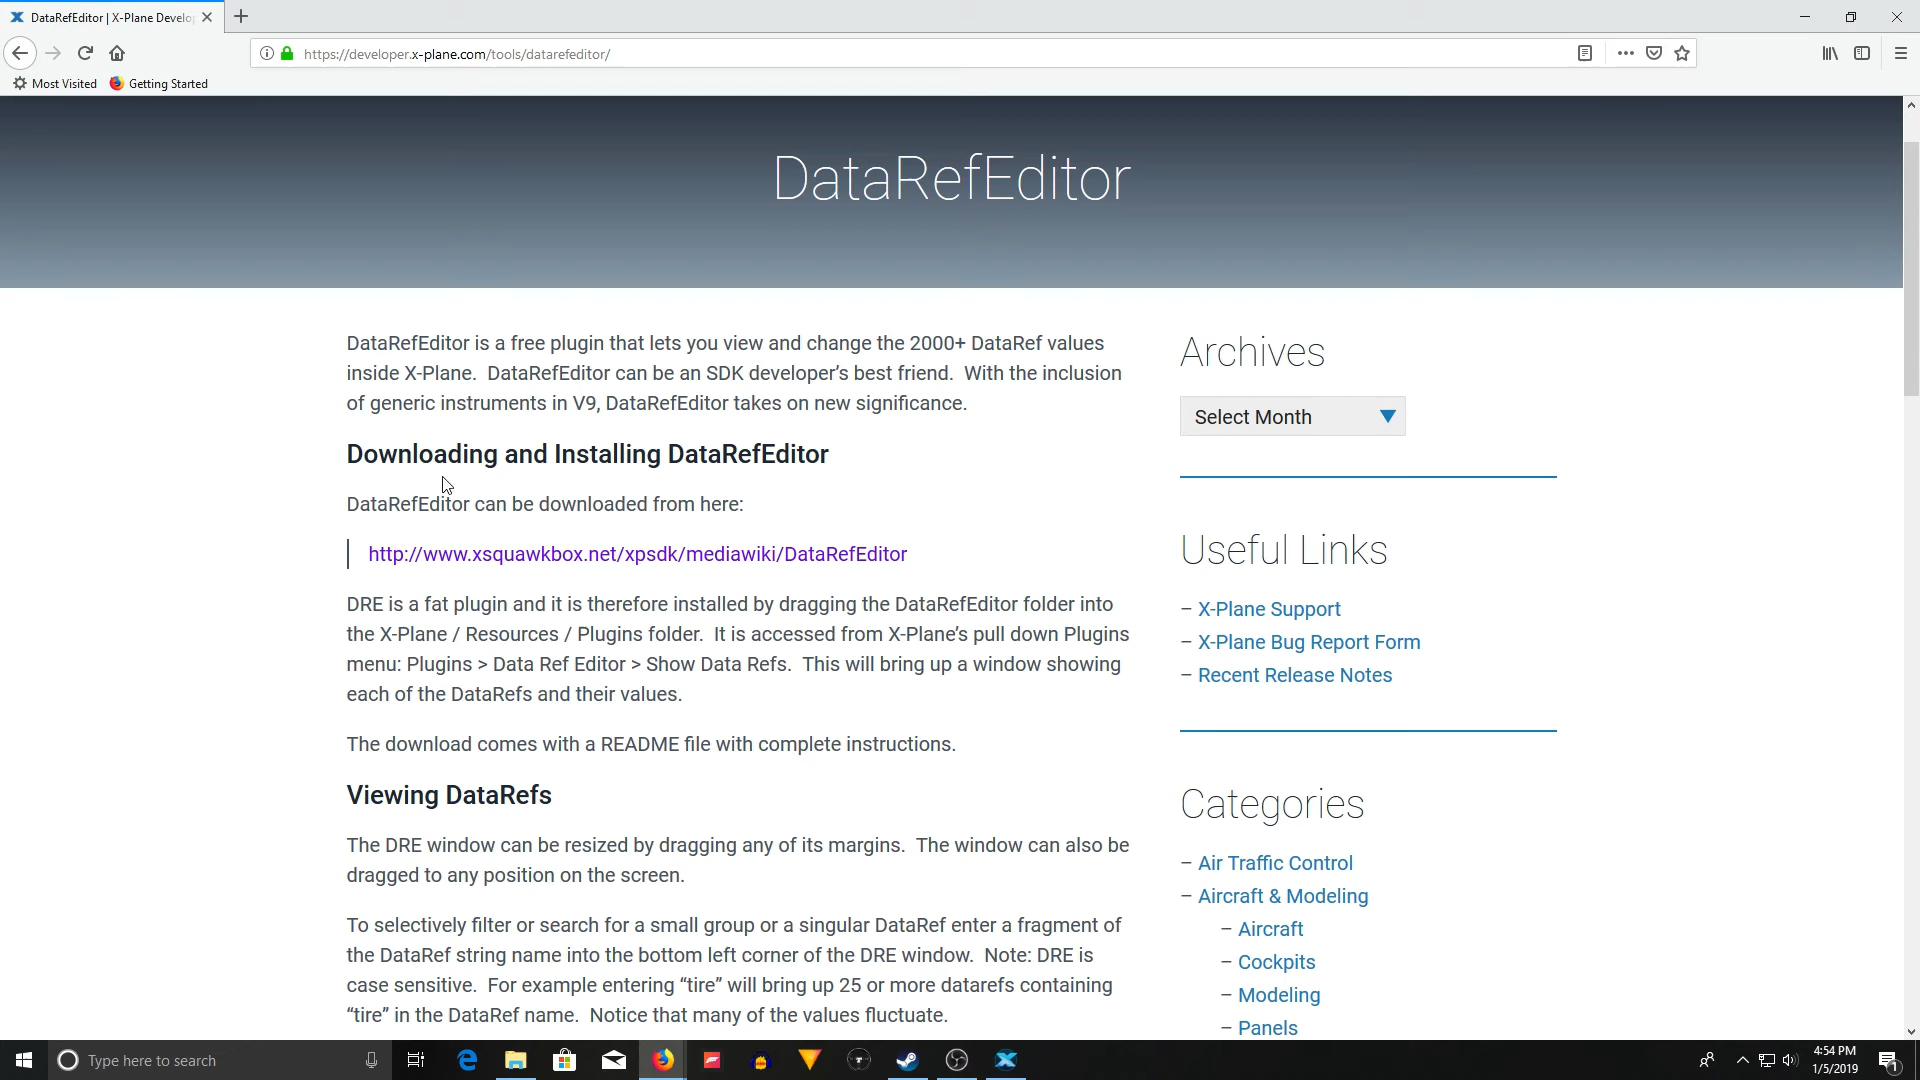 DataRefEditor | X-Plane Develo
https://developer.x-plane.com/tools/datarefeditor/
Most Visited
Getting Started
DataRefEditor
DataRefEditor is a free plugin that lets you view and change the 2000+ DataRef values
inside X-Plane.  DataRefEditor can be an SDK developer’s best friend.  With the inclusion
of generic instruments in V9, DataRefEditor takes on new significance.
Downloading and Installing DataRefEditor
DataRefEditor can be downloaded from here:
http://www.xsquawkbox.net/xpsdk/mediawiki/DataRefEditor
DRE is a fat plugin and it is therefore installed by dragging the DataRefEditor folder into
the X-Plane / Resources / Plugins folder.  It is accessed from X-Plane’s pull down Plugins
menu: Plugins > Data Ref Editor > Show Data Refs.  This will bring up a window showing
each of the DataRefs and their values.
The download comes with a README file with complete instructions.
Viewing DataRefs
The DRE window can be resized by dragging any of its margins.  The window can also be
dragged to any position on the screen.
To selectively filter or search for a small group or a singular DataRef enter a fragment of
the DataRef string name into the bottom left corner of the DRE window.  Note: DRE is
case sensitive.  For example entering “tire” will bring up 25 or more datarefs containing
“tire” in the DataRef name.  Notice that many of the values fluctuate.
Archives
Select Month
Useful Links
– X-Plane Support
– X-Plane Bug Report Form
– Recent Release Notes
Categories
– Air Traffic Control
– Aircraft & Modeling
– Aircraft
– Cockpits
– Modeling
– Panels
Type here to search
4:54 PM
1/5/2019
1